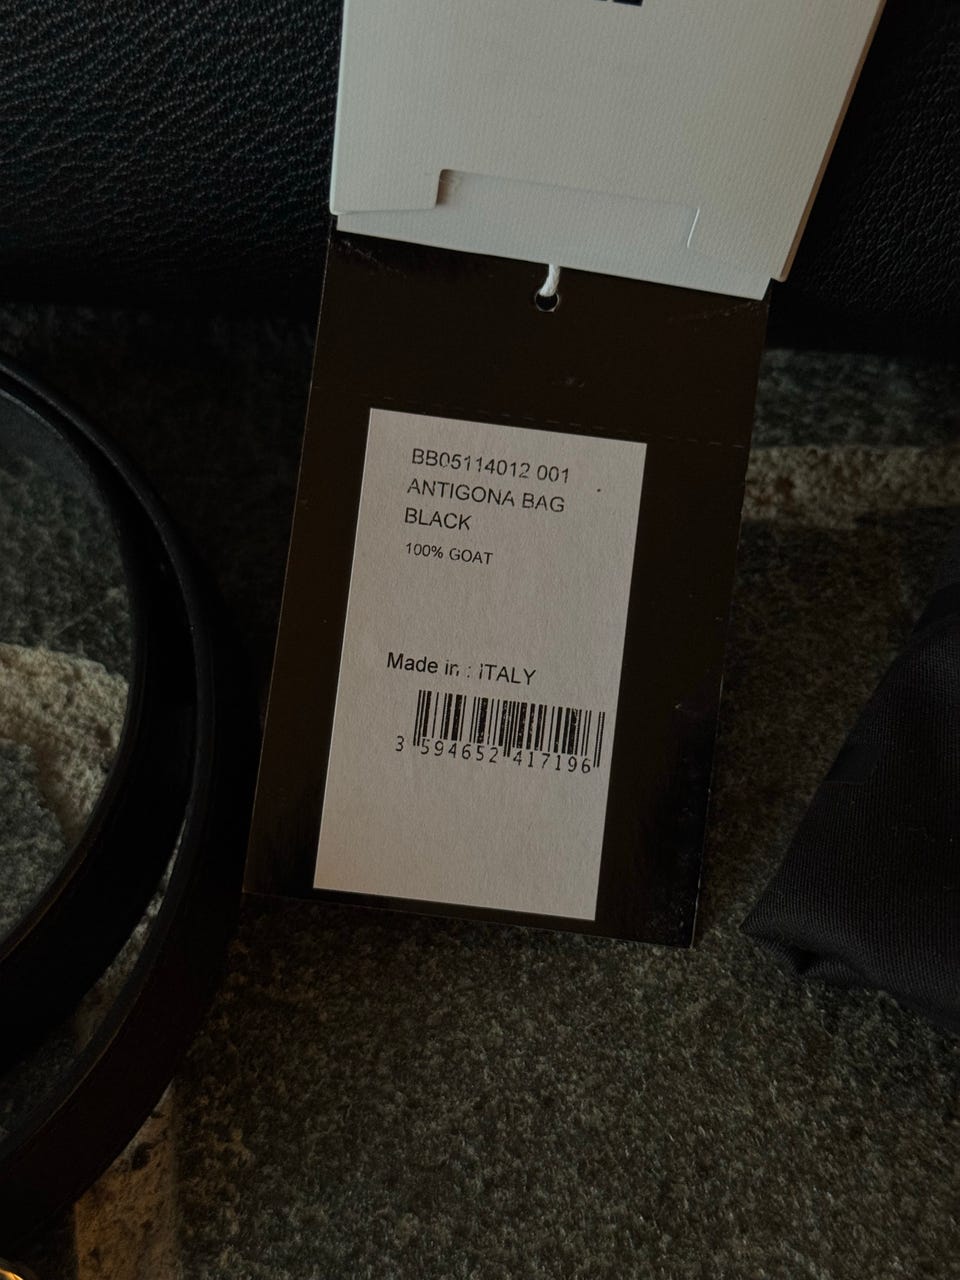 BB05114012 001
ANTIGONA BAG
BLACK
100% GOAT
Made in : ITALY
3 594652 417196